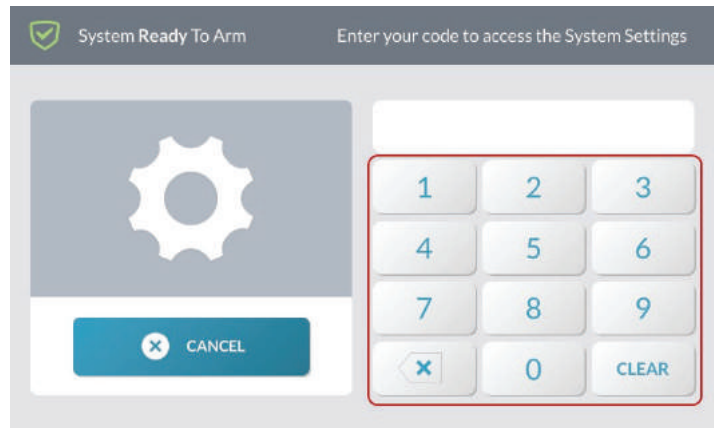 System Ready To Arm
Enter your code to access the System Settings
1 2 3
4 5 6
7 8 9
CANCEL
0 CLEAR